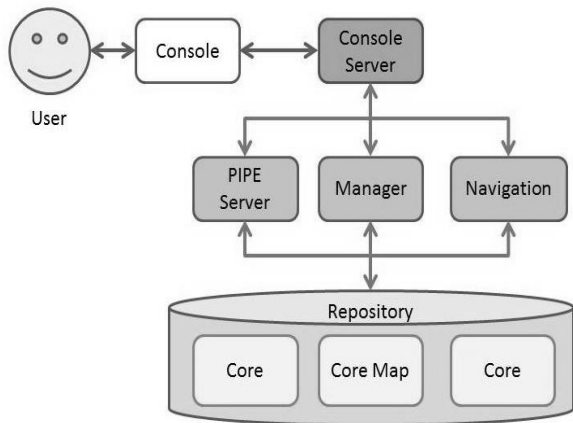 Console
Console
Server
User
PIPE
Server
Manager
Navigation
Repository
Core
Core Map
Core